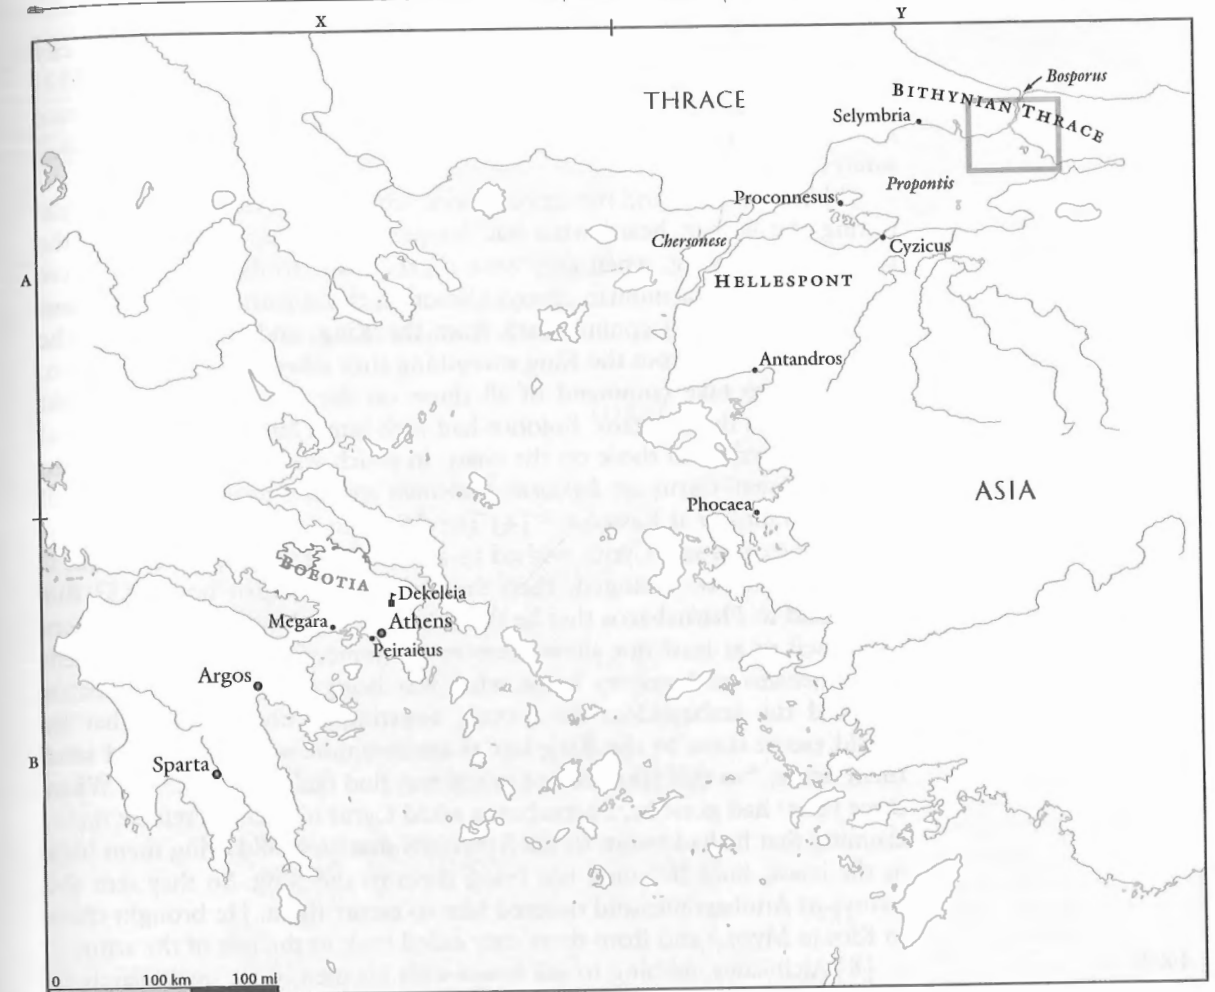 X
Y
THRACE
Bosporus
BITHYNIAN THRACE
Selymbria
Propontis
Proconnesus
Chersonese
Cyzicus
A
HELLESPONT
Antandros
ASIA
Phocaea
BOEOTIA
Dekeleia
Megara
Athens
Peiraieus
Argos
B
Sparta
0
100 km
100 mi